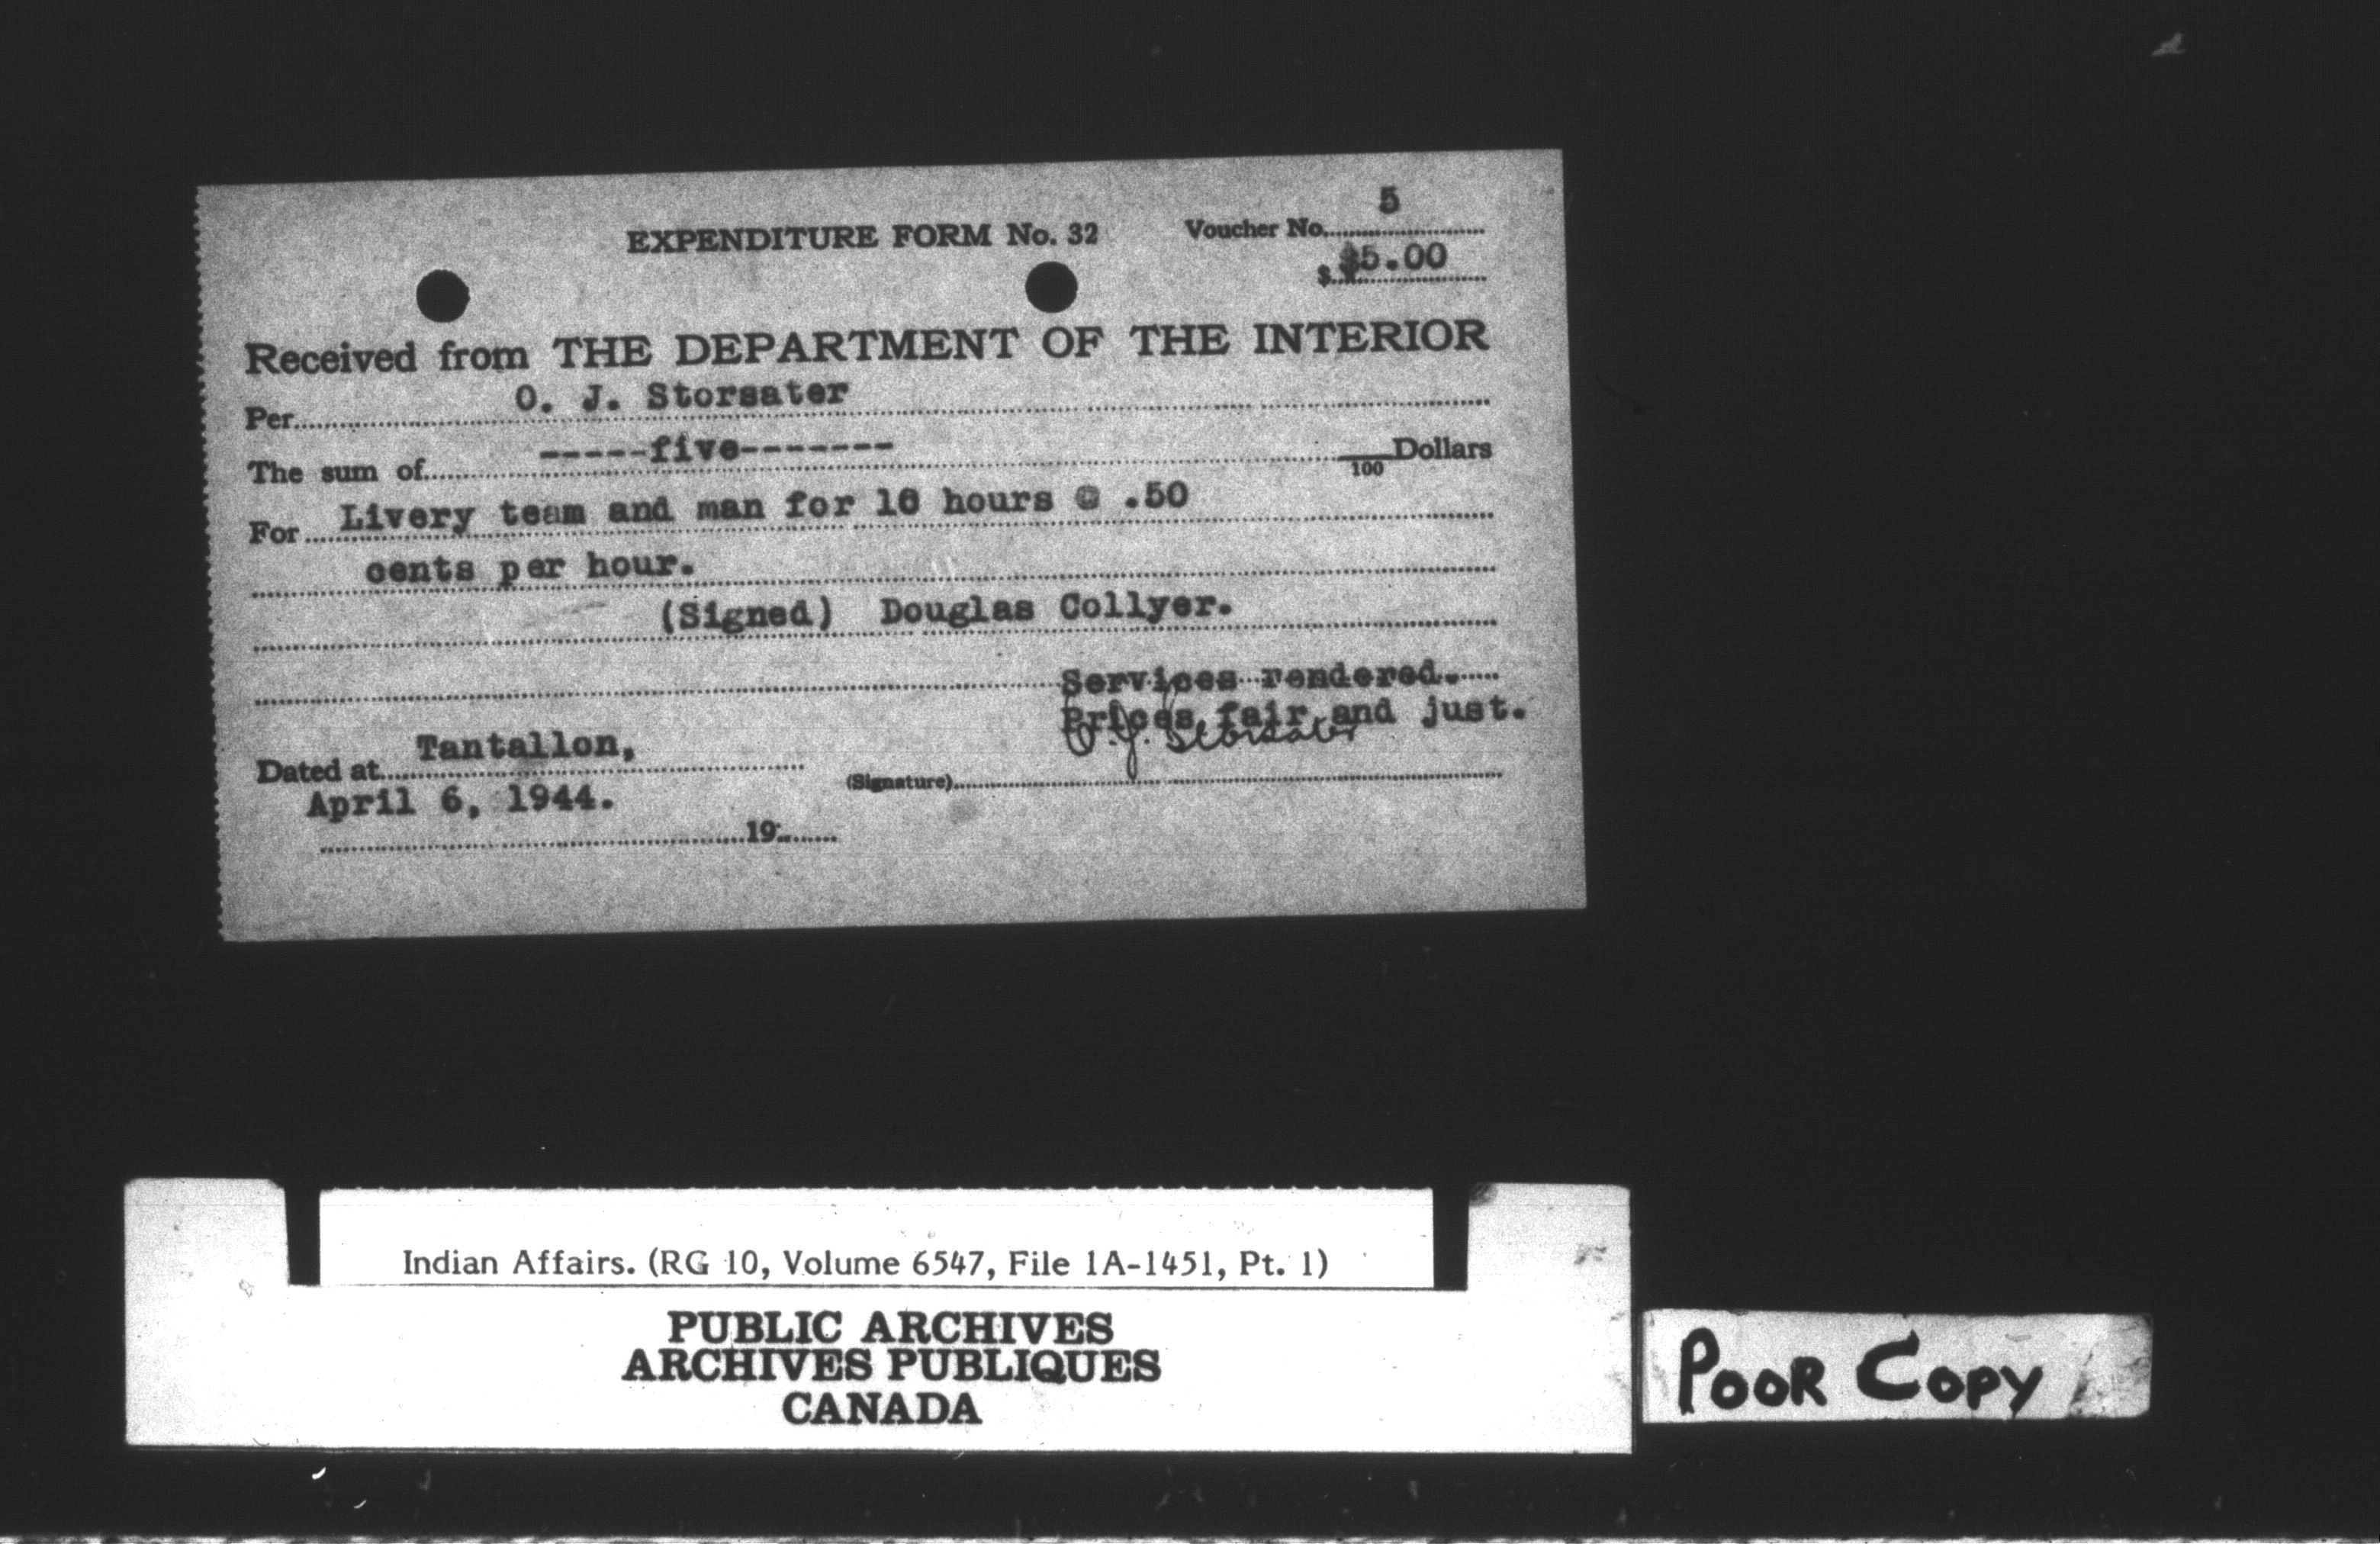 EXPENDITURE FORM No. 32
Voucher No. 5
$ $5.00
Received from THE DEPARTMENT OF THE INTERIOR
Per O. J. Storsater
The sum of -----five------- /100 Dollars
For Livery team and man for 10 hours @ .50
cents per hour.
(Signed) Douglas Collyer.
Services rendered.
Prices fair and just.
O. J. Storsater
Dated at Tantallon,
(Signature)
April 6, 1944.
19
Indian Affairs. (RG 10, Volume 6547, File 1A-1451, Pt. 1)
PUBLIC ARCHIVES
ARCHIVES PUBLIQUES
CANADA
POOR COPY